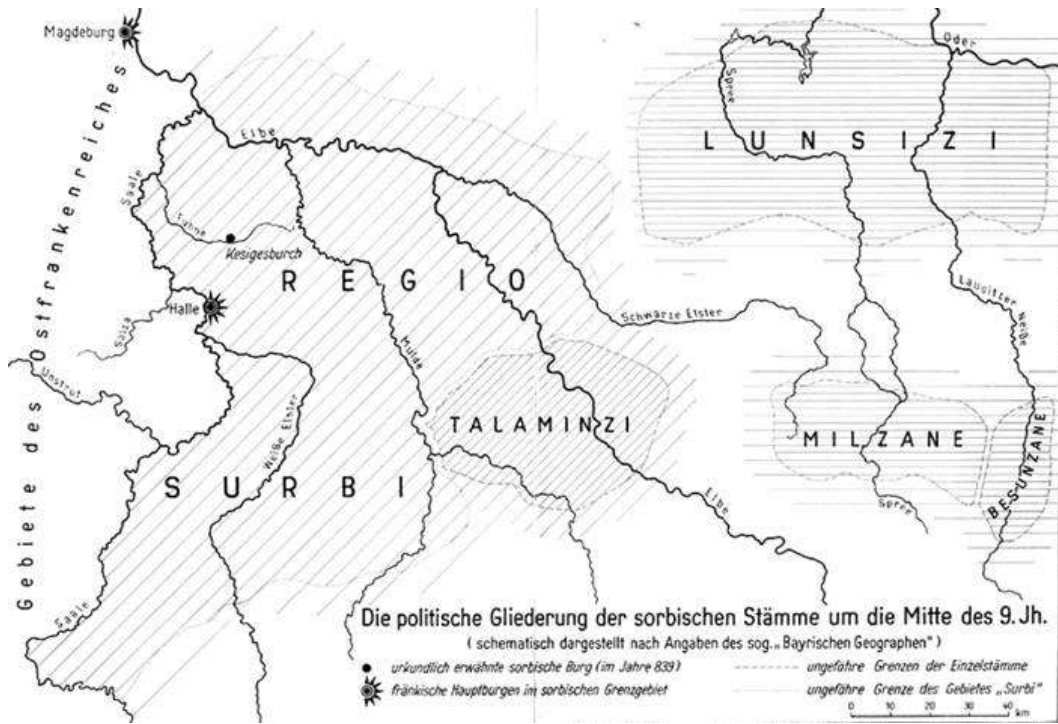 Magdeburg
Gebiete des Ostfrankenreiches
Elbe
Saale
Fuhne
Kesigesburch
Halle
Salza
Unstrut
REGIO
SURBI
Saale
Weiße Elster
Mulde
TALAMINZI
Elbe
Schwarze Elster
LUNSIZI
Spree
Oder
Lausitzer Neiße
MILZANE
BESUNZANE
Spree
Die politische Gliederung der sorbischen Stämme um die Mitte des 9. Jh.
( schematisch dargestellt nach Angaben des sog. „Bayrischen Geographen" )
urkundlich erwähnte sorbische Burg (im Jahre 839)
fränkische Hauptburgen im sorbischen Grenzgebiet
ungefähre Grenzen der Einzelstämme
ungefähre Grenze des Gebietes „Surbi"
0 10 20 30 40
km